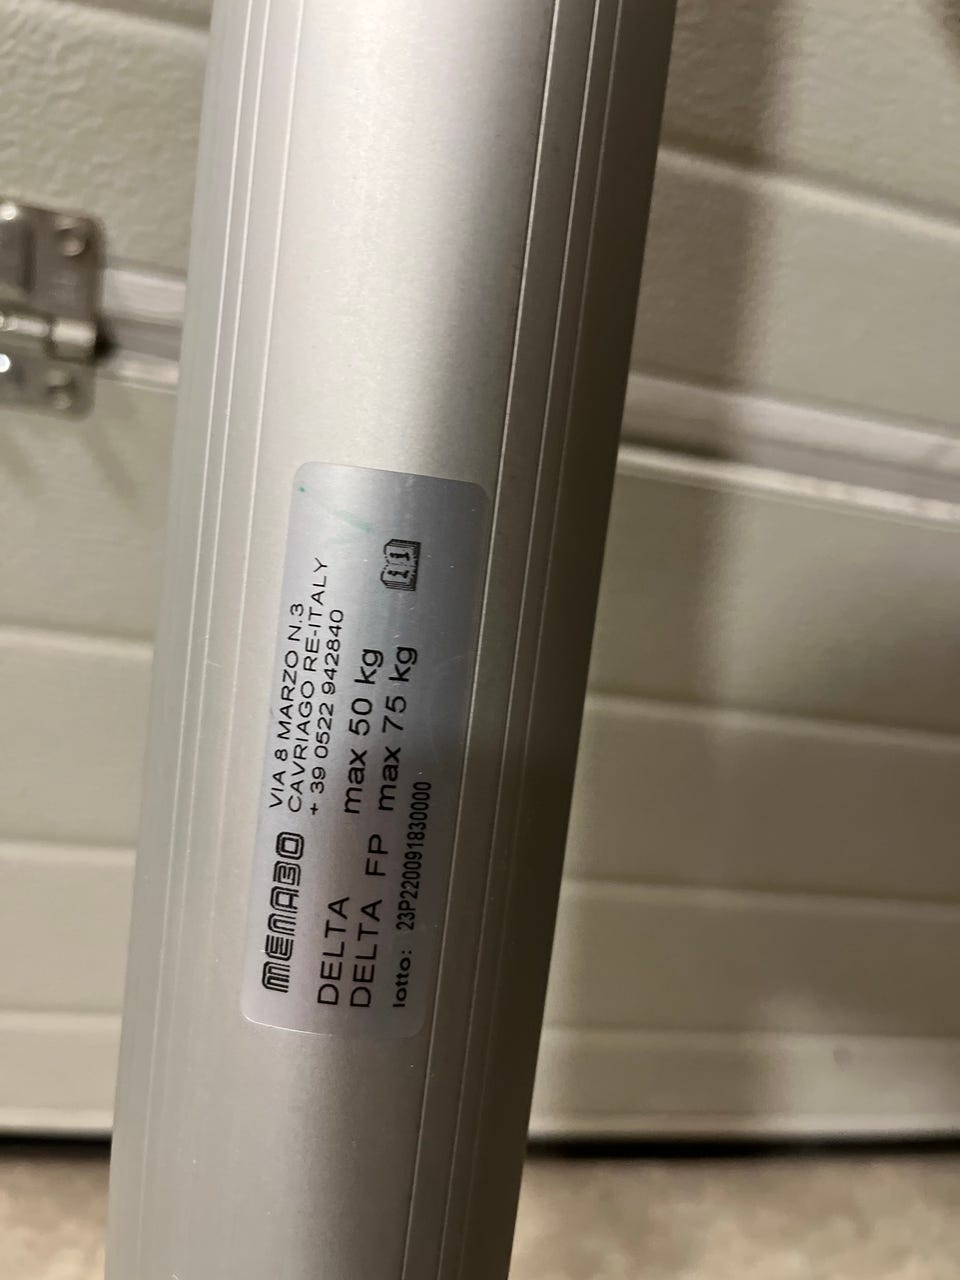 MENABO
VIA 8 MARZO N.3
CAVRIAGO RE-ITALY
+ 39 0522 942840
DELTA max 50 kg
DELTA FP max 75 kg
lotto: 23P220091830000